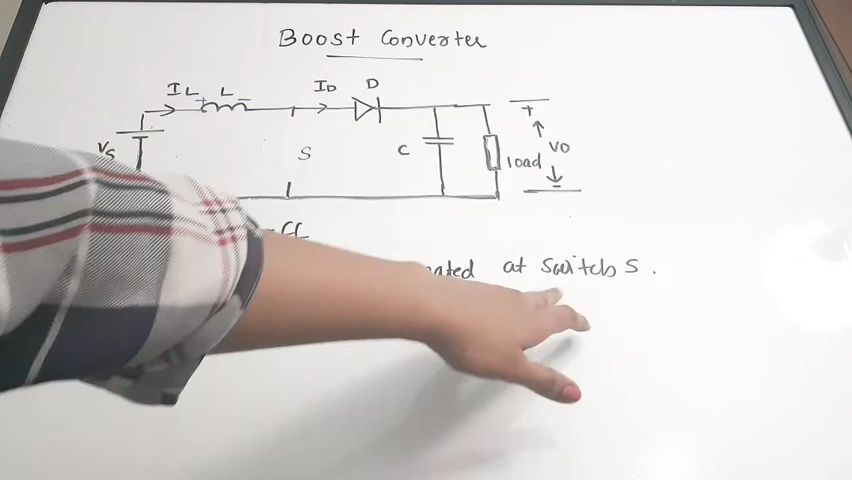 Boost Converter
IL L ID D
+ -
Vs S C load + VO -
at Switch S.